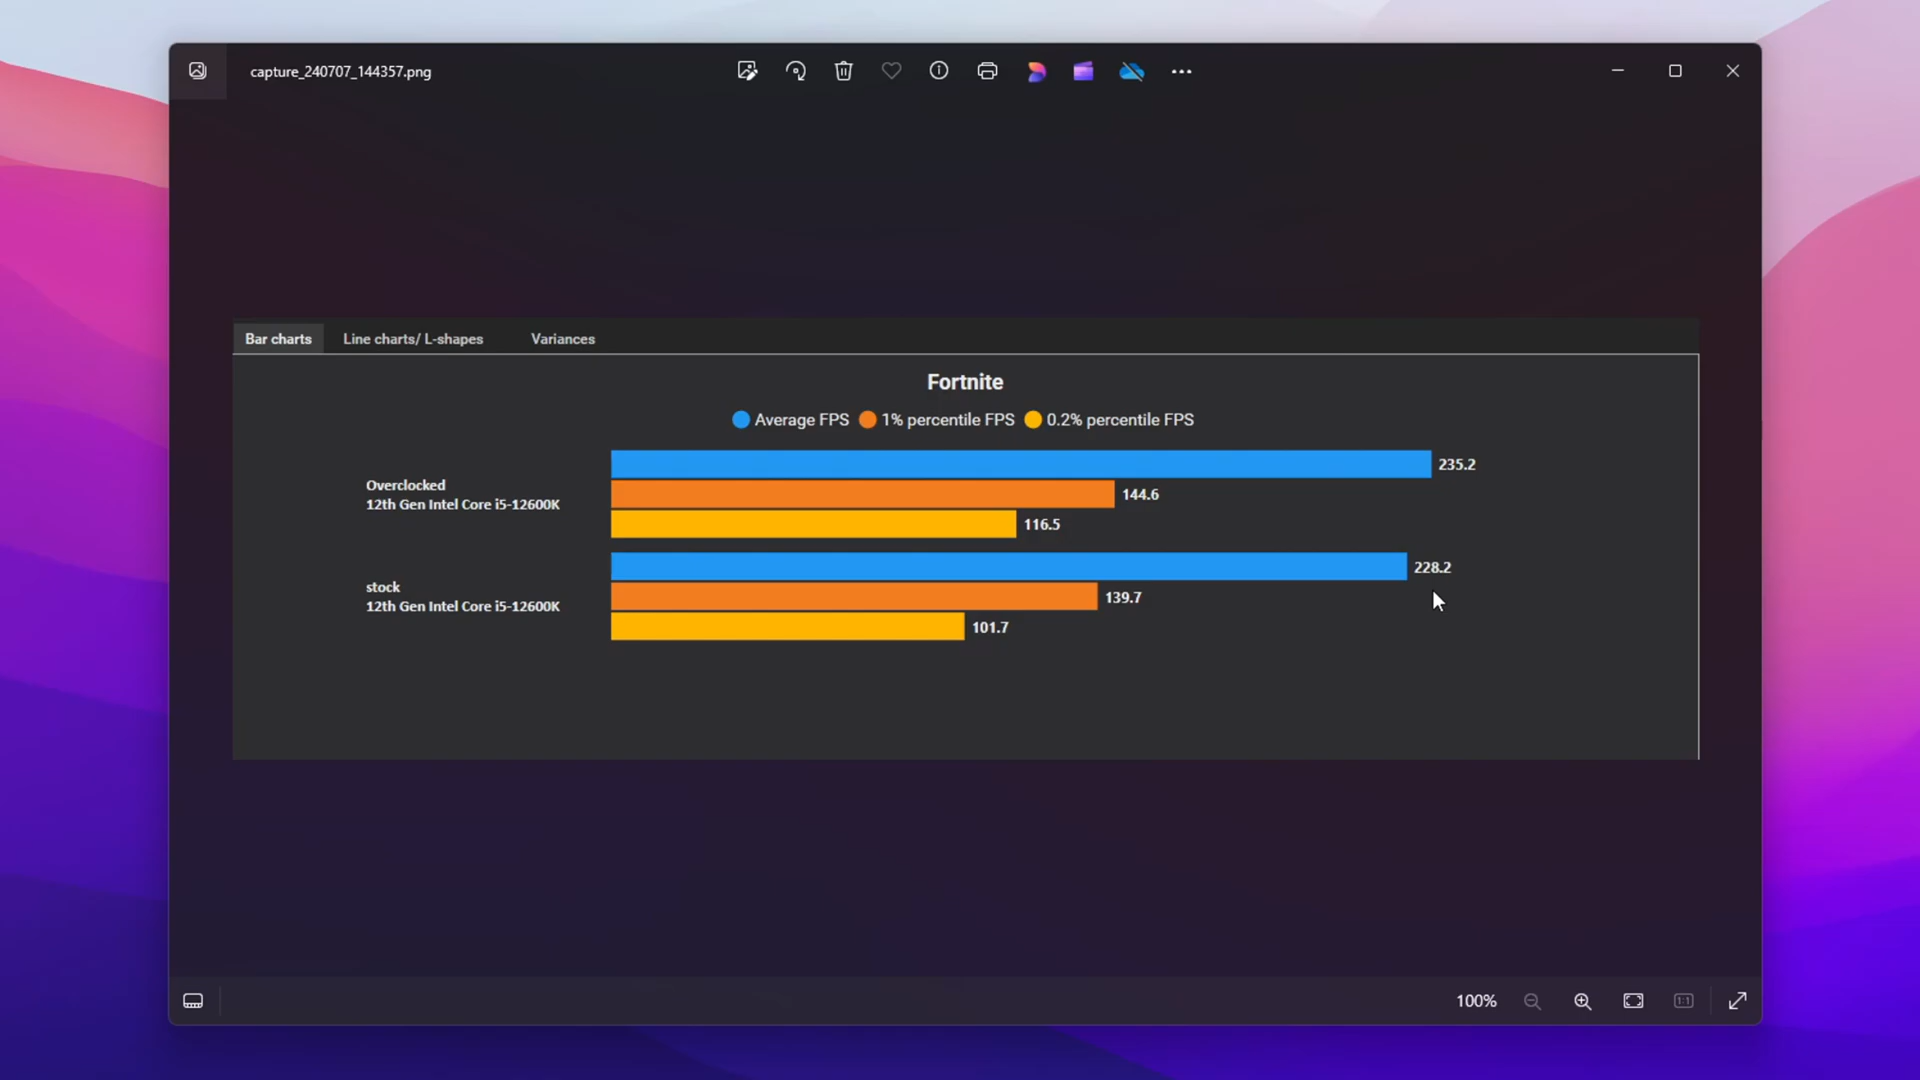 capture_240707_144357.png
Bar charts
Line charts/ L-shapes
Variances
Fortnite
Average FPS
1% percentile FPS
0.2% percentile FPS
Overclocked
12th Gen Intel Core i5-12600K
235.2
144.6
116.5
stock
12th Gen Intel Core i5-12600K
228.2
139.7
101.7
100%
1:1